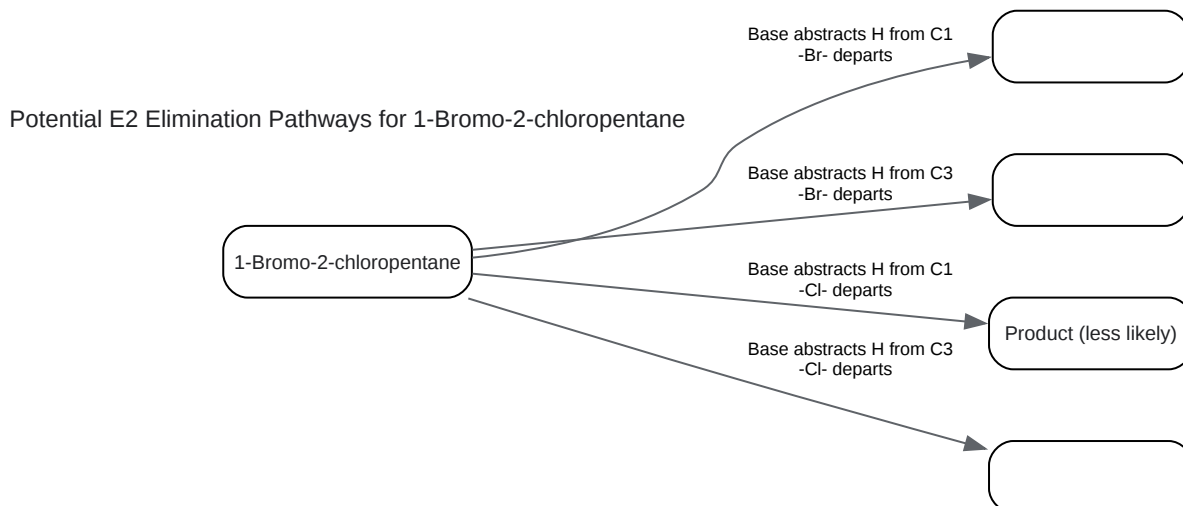 Base abstracts H from C1
-Br- departs
Potential E2 Elimination Pathways for 1-Bromo-2-chloropentane
Base abstracts H from C3
-Br- departs
1-Bromo-2-chloropentane
Base abstracts H from C1
-Cl- departs
Product (less likely)
Base abstracts H from C3
-Cl- departs